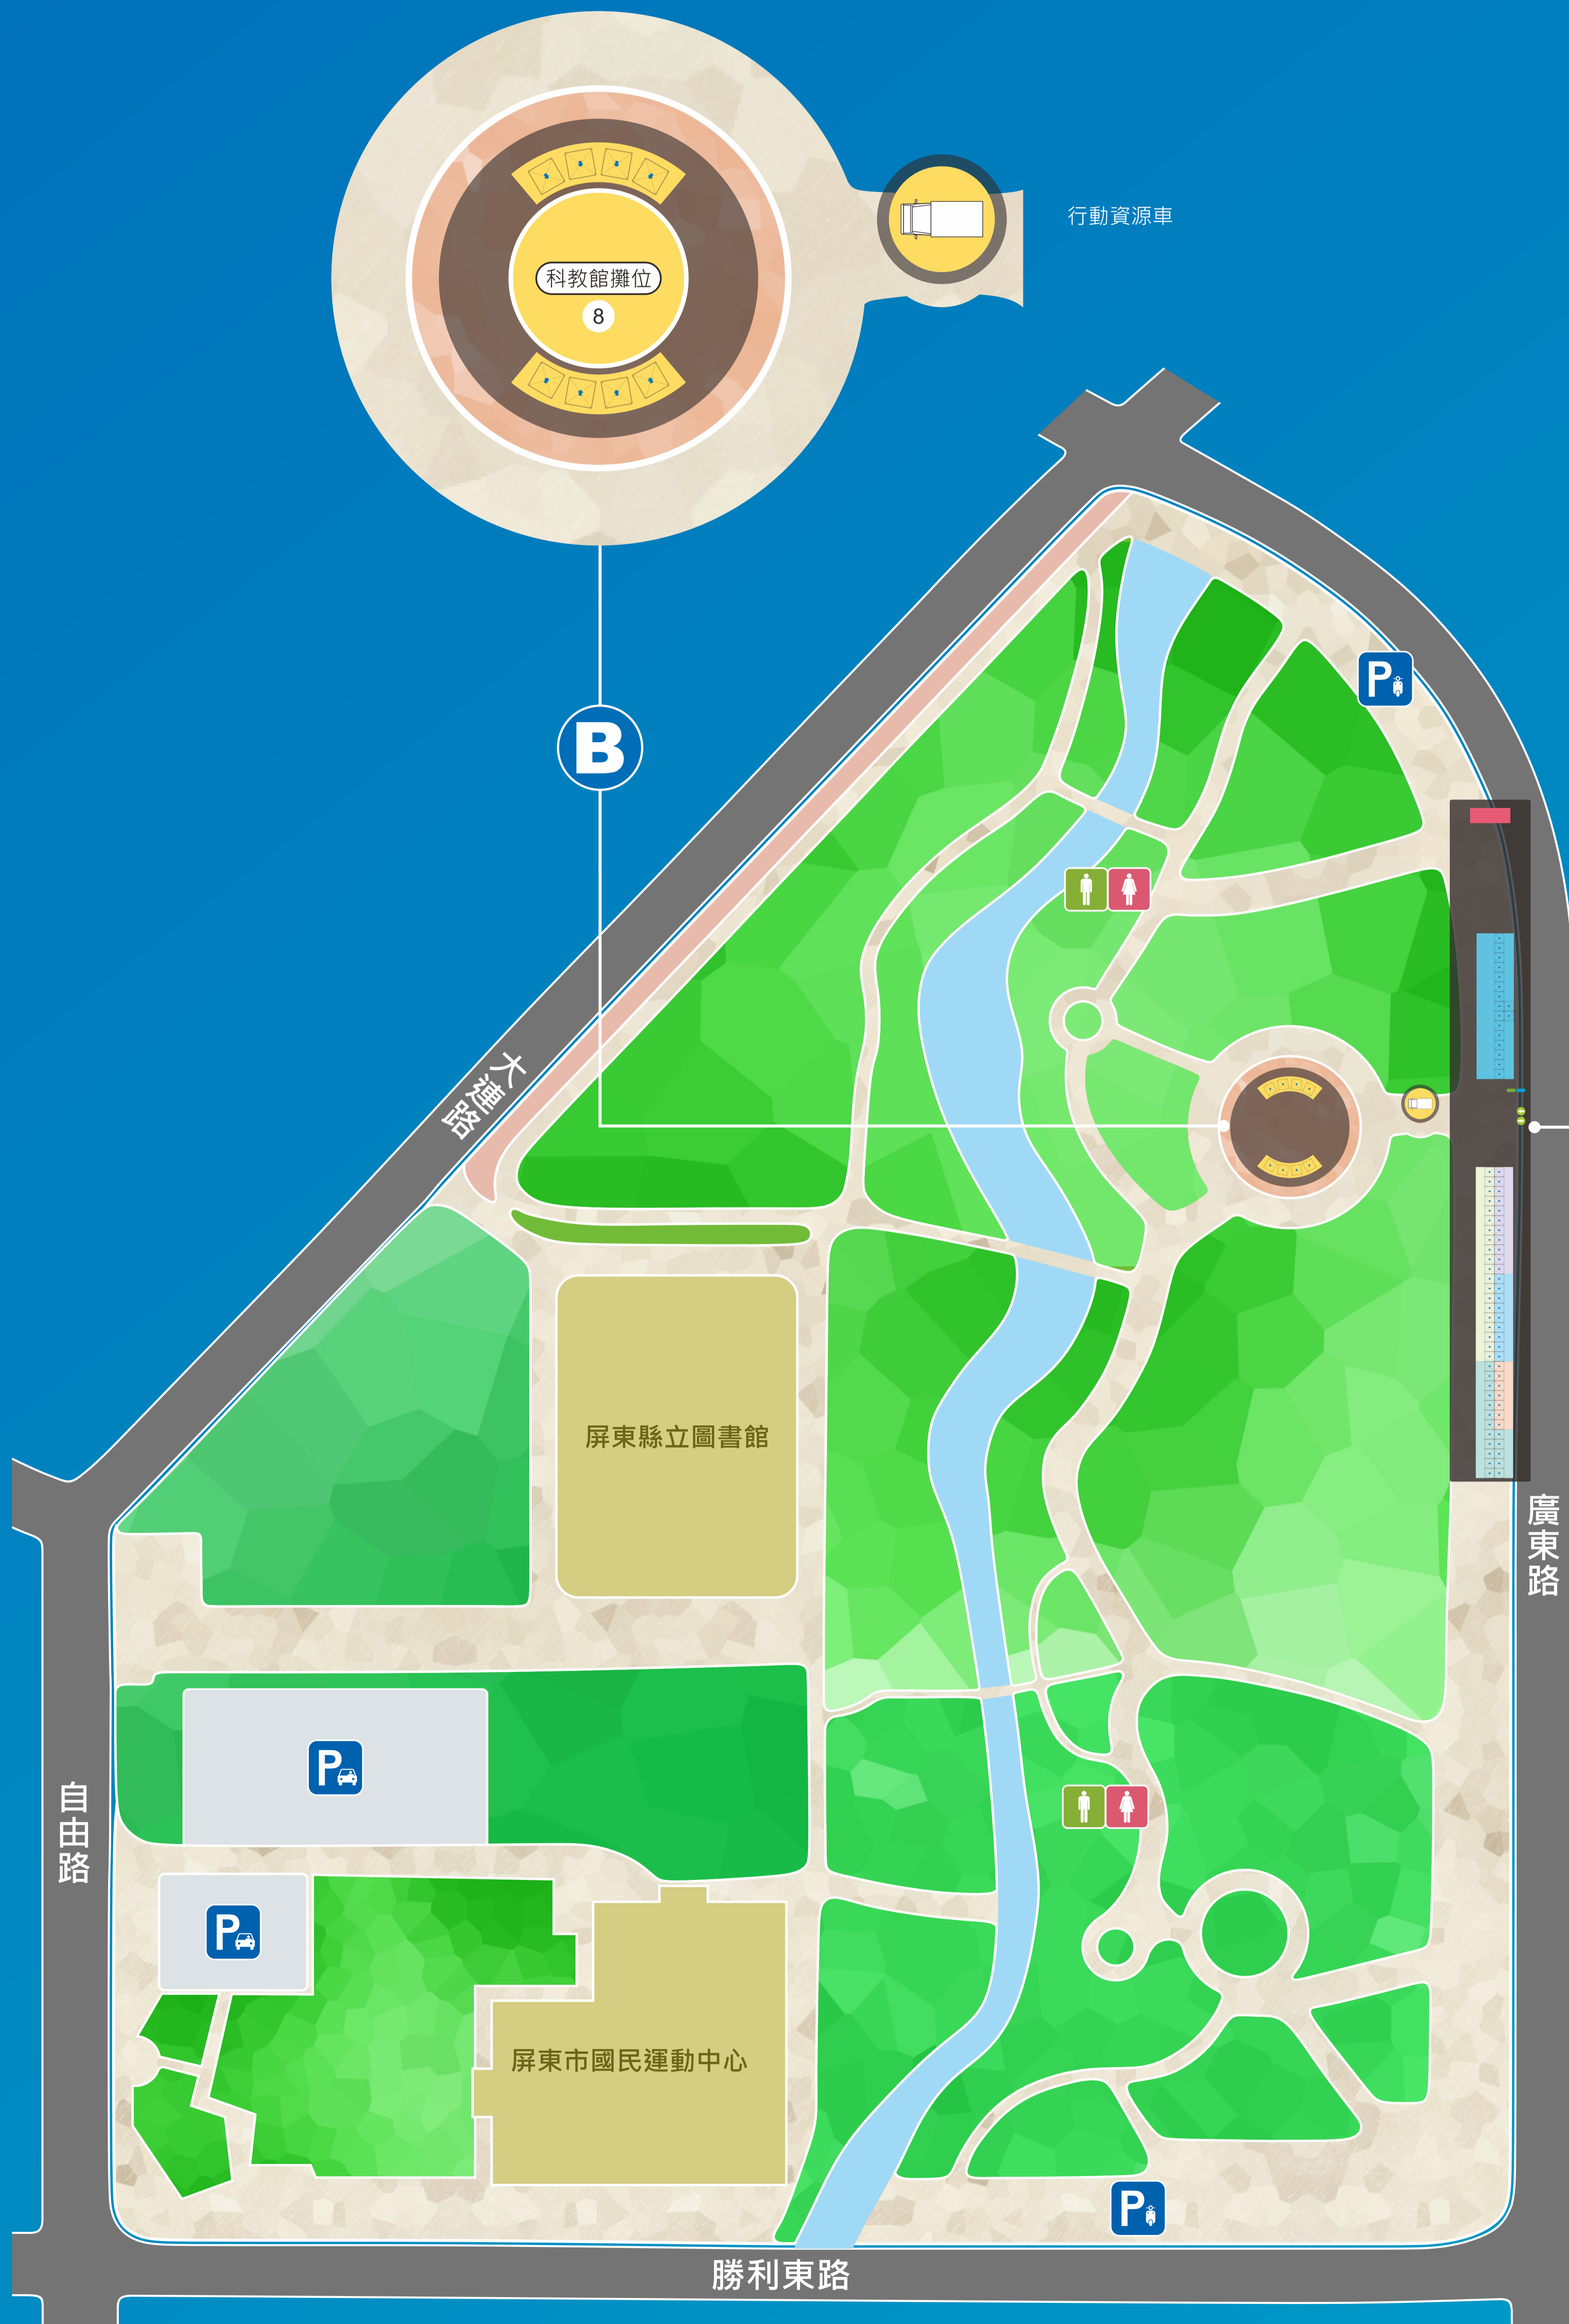 科教館攤位
8
行動資源車
B
P
大連路
屏東縣立圖書館
廣東路
P
自由路
P
屏東市國民運動中心
P
勝利東路